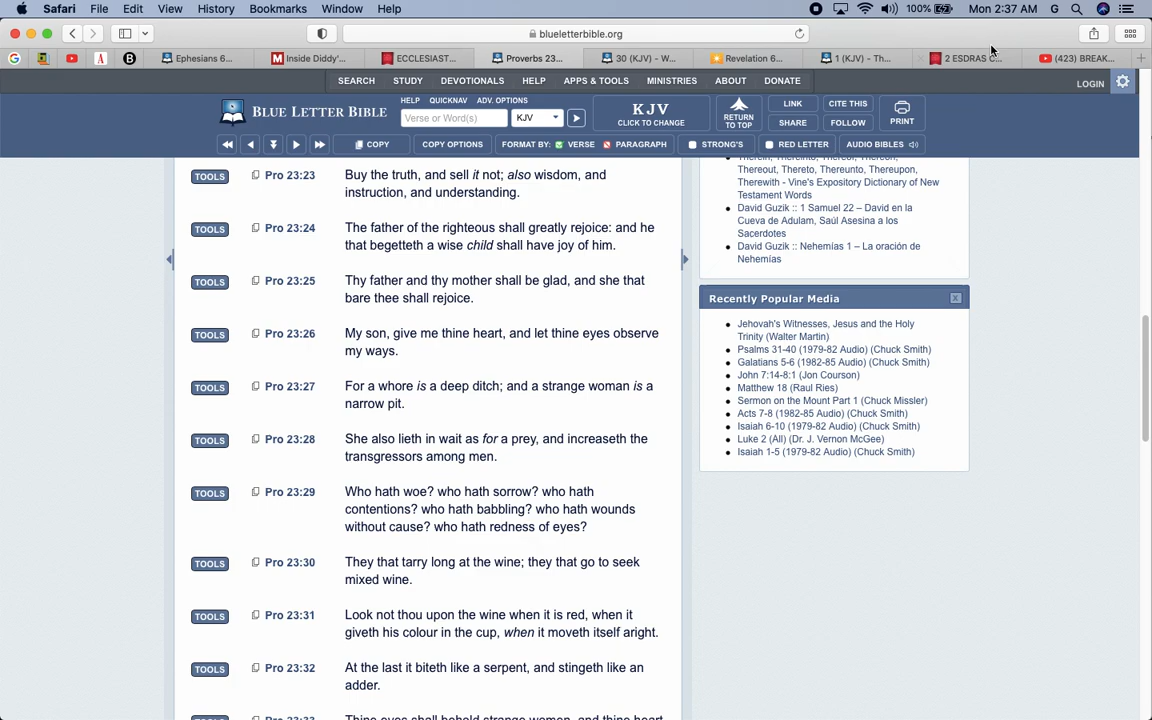 Safari File Edit View History Bookmarks Window Help 100% Mon 2:37 AM G
blueletterbible.org
Ephesians 6... Inside Diddy'... ECCLESIAST... Proverbs 23... 30 (KJV) - W... Revelation 6... 1 (KJV) - Th... 2 ESDRAS C... (423) BREAK...
SEARCH STUDY DEVOTIONALS HELP APPS & TOOLS MINISTRIES ABOUT DONATE LOGIN
HELP QUICKNAV ADV. OPTIONS
BLUE LETTER BIBLE
Verse or Word(s) KJV
KJV
CLICK TO CHANGE
RETURN
TO TOP
LINK CITE THIS
SHARE FOLLOW
PRINT
COPY COPY OPTIONS FORMAT BY: VERSE PARAGRAPH STRONG'S RED LETTER AUDIO BIBLES
TOOLS Pro 23:23 Buy the truth, and sell it not; also wisdom, and
instruction, and understanding.
TOOLS Pro 23:24 The father of the righteous shall greatly rejoice: and he
that begetteth a wise child shall have joy of him.
TOOLS Pro 23:25 Thy father and thy mother shall be glad, and she that
bare thee shall rejoice.
TOOLS Pro 23:26 My son, give me thine heart, and let thine eyes observe
my ways.
TOOLS Pro 23:27 For a whore is a deep ditch; and a strange woman is a
narrow pit.
TOOLS Pro 23:28 She also lieth in wait as for a prey, and increaseth the
transgressors among men.
TOOLS Pro 23:29 Who hath woe? who hath sorrow? who hath
contentions? who hath babbling? who hath wounds
without cause? who hath redness of eyes?
TOOLS Pro 23:30 They that tarry long at the wine; they that go to seek
mixed wine.
TOOLS Pro 23:31 Look not thou upon the wine when it is red, when it
giveth his colour in the cup, when it moveth itself aright.
TOOLS Pro 23:32 At the last it biteth like a serpent, and stingeth like an
adder.
Thine eyes shall behold strange women, and thine heart
Therein, Thereinto, Thereof, Thereon,
Thereout, Thereto, Thereunto, Thereupon,
Therewith - Vine's Expository Dictionary of New
Testament Words
David Guzik :: 1 Samuel 22 – David en la
Cueva de Adulam, Saúl Asesina a los
Sacerdotes
David Guzik :: Nehemías 1 – La oración de
Nehemías
Recently Popular Media
Jehovah's Witnesses, Jesus and the Holy
Trinity (Walter Martin)
Psalms 31-40 (1979-82 Audio) (Chuck Smith)
Galatians 5-6 (1982-85 Audio) (Chuck Smith)
John 7:14-8:1 (Jon Courson)
Matthew 18 (Raul Ries)
Sermon on the Mount Part 1 (Chuck Missler)
Acts 7-8 (1982-85 Audio) (Chuck Smith)
Isaiah 6-10 (1979-82 Audio) (Chuck Smith)
Luke 2 (All) (Dr. J. Vernon McGee)
Isaiah 1-5 (1979-82 Audio) (Chuck Smith)